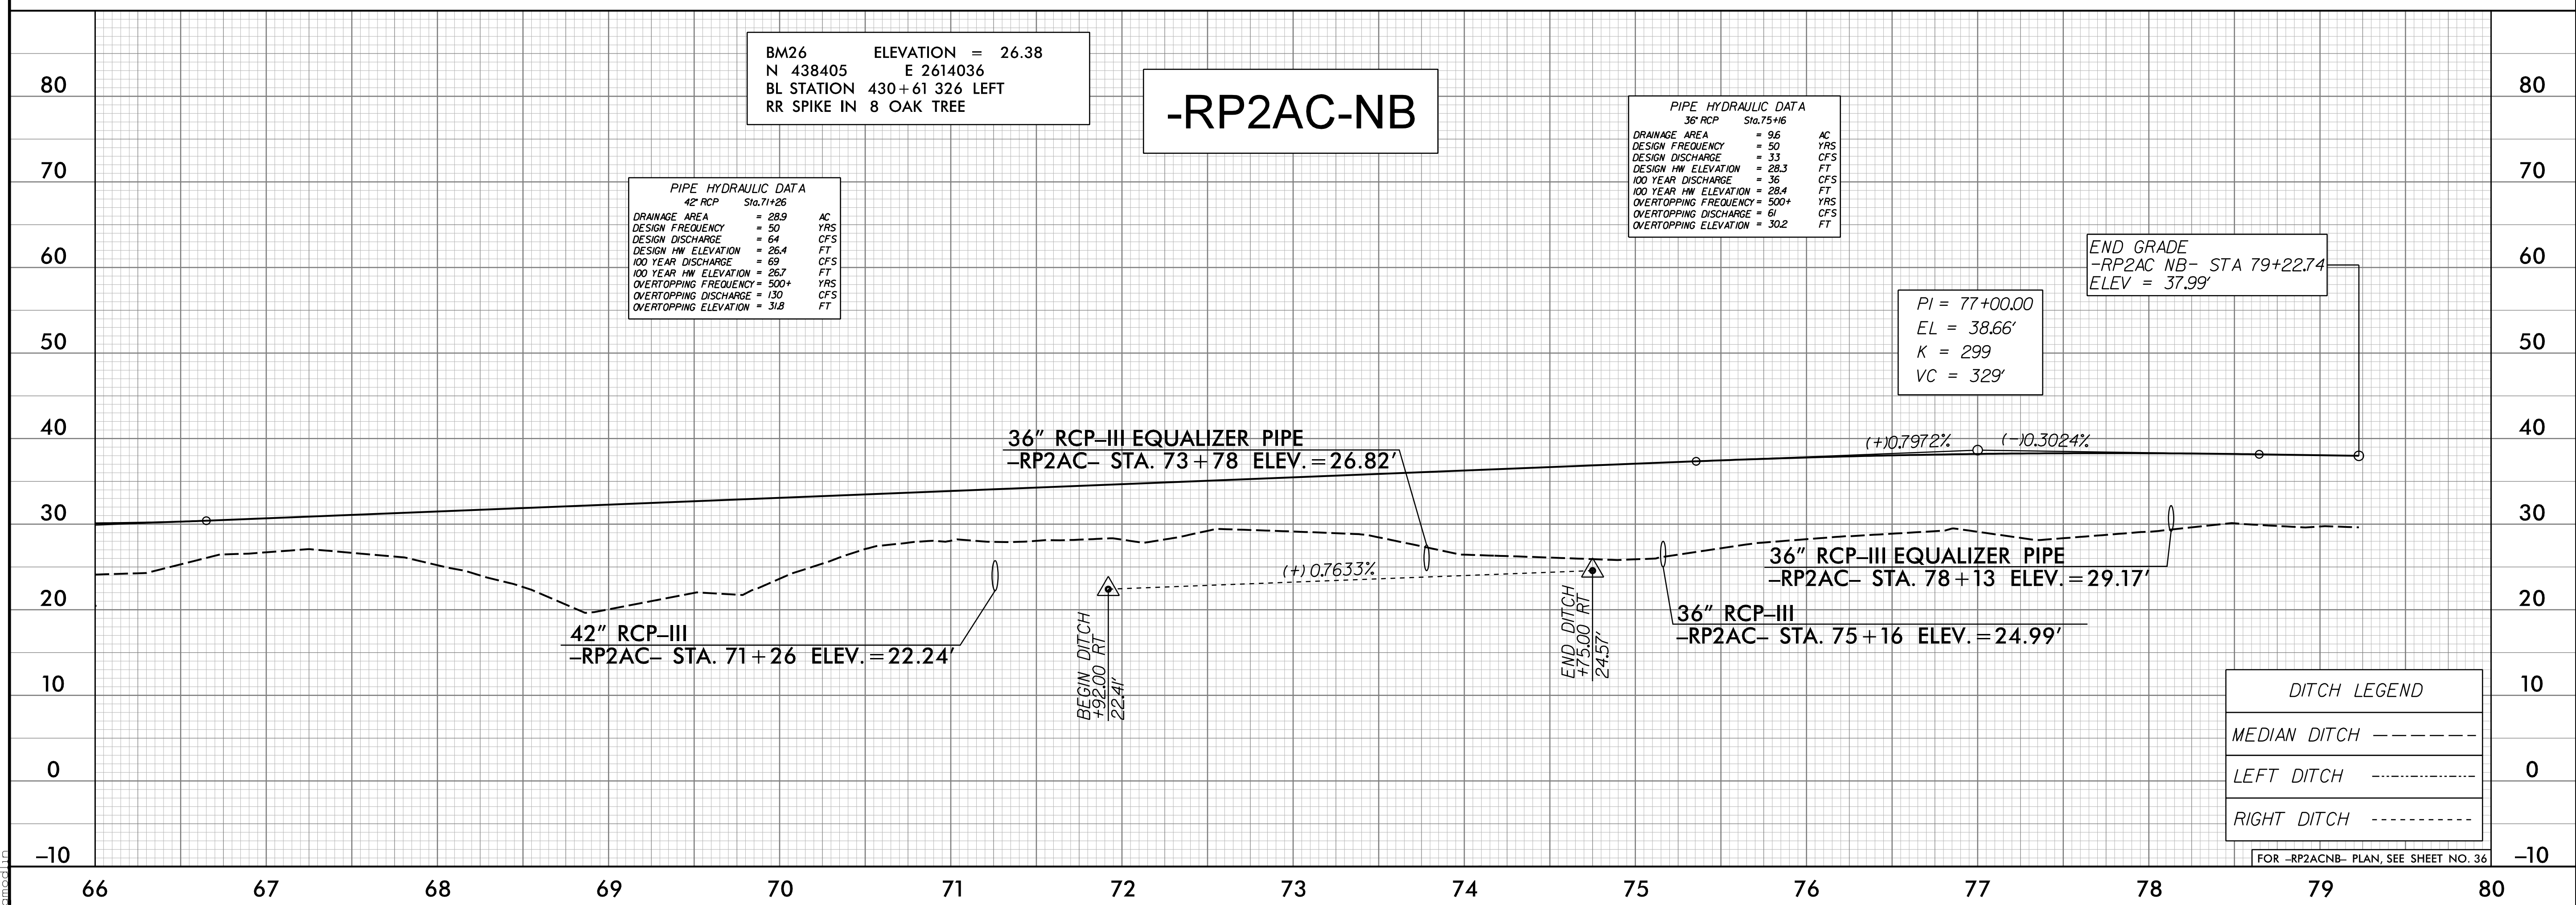 BM26 ELEVATION = 26.38
N 438405 E 2614036
BL STATION 430+61 326 LEFT
RR SPIKE IN 8 OAK TREE
-RP2AC-NB
PIPE HYDRAULIC DATA
36" RCP Sta.75+16
DRAINAGE AREA = 9.6 AC
DESIGN FREQUENCY = 50 YRS
DESIGN DISCHARGE = 33 CFS
DESIGN HW ELEVATION = 28.3 FT
100 YEAR DISCHARGE = 36 CFS
100 YEAR HW ELEVATION = 28.4 FT
OVERTOPPING FREQUENCY = 500+ YRS
OVERTOPPING DISCHARGE = 61 CFS
OVERTOPPING ELEVATION = 30.2 FT
PIPE HYDRAULIC DATA
42" RCP Sta.71+26
DRAINAGE AREA = 28.9 AC
DESIGN FREQUENCY = 50 YRS
DESIGN DISCHARGE = 64 CFS
DESIGN HW ELEVATION = 26.4 FT
100 YEAR DISCHARGE = 69 CFS
100 YEAR HW ELEVATION = 26.7 FT
OVERTOPPING FREQUENCY = 500+ YRS
OVERTOPPING DISCHARGE = 130 CFS
OVERTOPPING ELEVATION = 31.8 FT
END GRADE
-RP2AC NB- STA 79+22.74
ELEV = 37.99'
PI = 77+00.00
EL = 38.66'
K = 299
VC = 329'
(+)0.7972% (-)0.3024%
36" RCP-III EQUALIZER PIPE
-RP2AC- STA. 73+78 ELEV.=26.82'
(+)0.7633%
36" RCP-III EQUALIZER PIPE
-RP2AC- STA. 78+13 ELEV.=29.17'
36" RCP-III
-RP2AC- STA. 75+16 ELEV.=24.99'
42" RCP-III
-RP2AC- STA. 71+26 ELEV.=22.24'
BEGIN DITCH
+92.00 RT
22.41'
END DITCH
+75.00 RT
24.57'
DITCH LEGEND
MEDIAN DITCH
LEFT DITCH
RIGHT DITCH
FOR -RP2ACNB- PLAN, SEE SHEET NO. 36
80 80
70 70
60 60
50 50
40 40
30 30
20 20
10 10
0 0
-10 -10
66 67 68 69 70 71 72 73 74 75 76 77 78 79 80